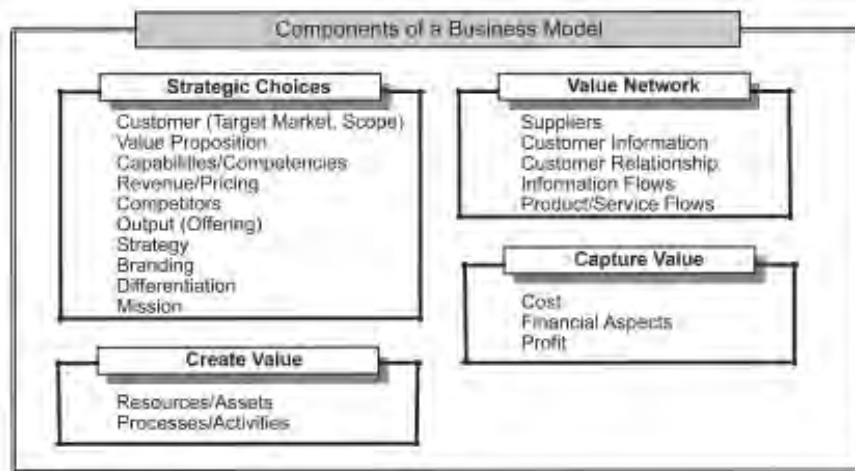 Components of a Business Model
Strategic Choices
Customer (Target Market, Scope)
Value Proposition
Capabilities/Competencies
Revenue/Pricing
Competitors
Output (Offering)
Strategy
Branding
Differentiation
Mission
Value Network
Suppliers
Customer Information
Customer Relationship
Information Flows
Product/Service Flows
Create Value
Resources/Assets
Processes/Activities
Capture Value
Cost
Financial Aspects
Profit